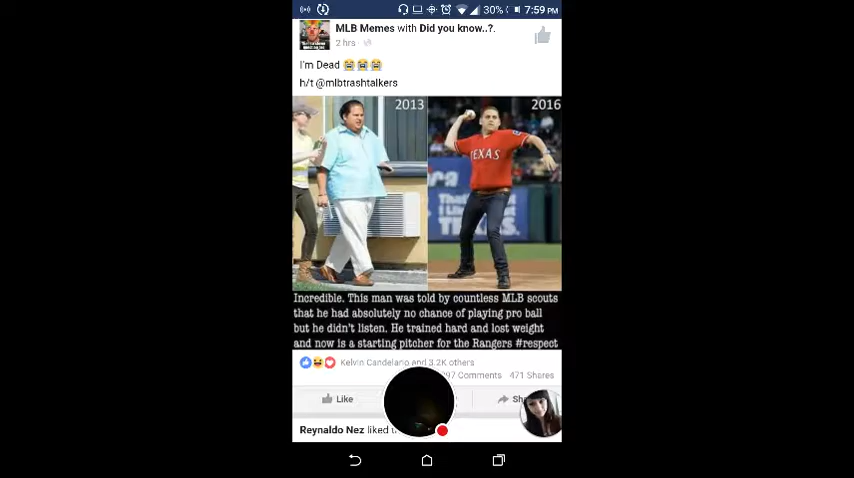 30% 7:59 PM
MLB Memes with Did you know..?.
2 hrs
I'm Dead 😭😭😭
h/t @mlbtrashtalkers
2013
2016
TEXAS
TEXAS
Incredible. This man was told by countless MLB scouts
that he had absolutely no chance of playing pro ball
but he didn't listen. He trained hard and lost weight
and now is a starting pitcher for the Rangers #respect
Kelvin Candelario and 3.2K others
97 Comments 471 Shares
Like
Reynaldo Nez liked